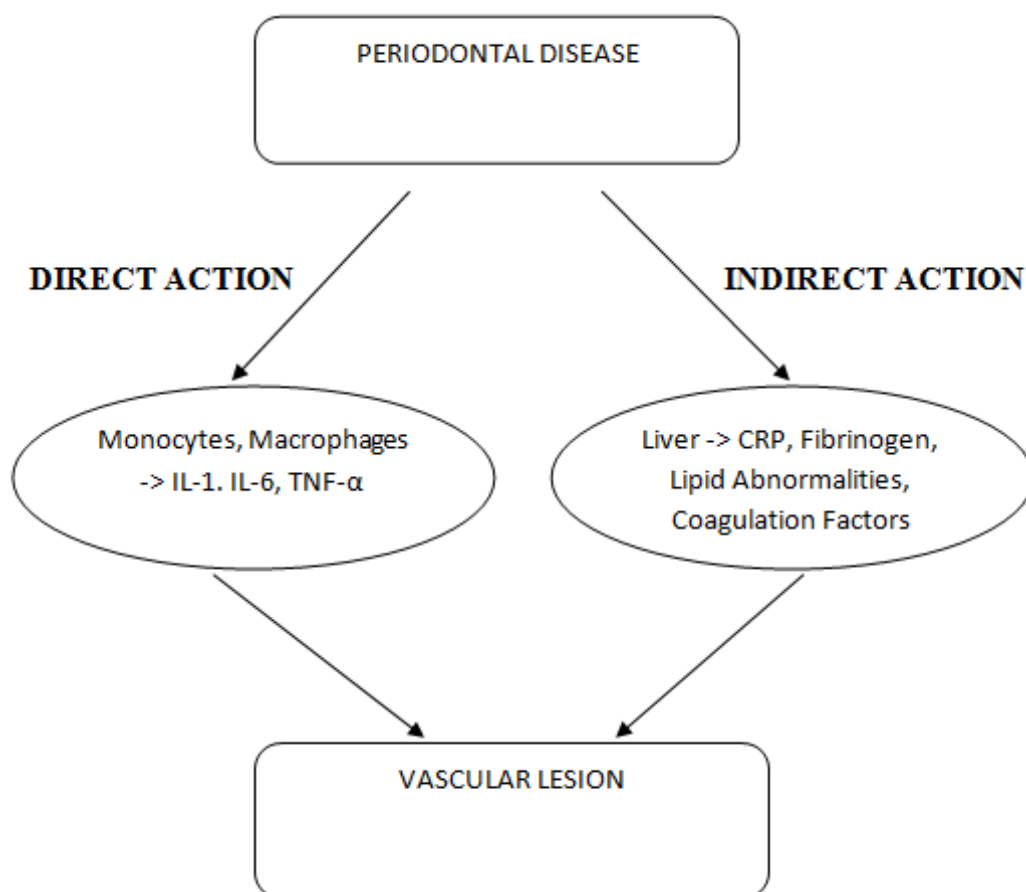 PERIODONTAL DISEASE
DIRECT ACTION
INDIRECT ACTION
Monocytes, Macrophages
-> IL-1. IL-6, TNF-α
Liver -> CRP, Fibrinogen,
Lipid Abnormalities,
Coagulation Factors
VASCULAR LESION